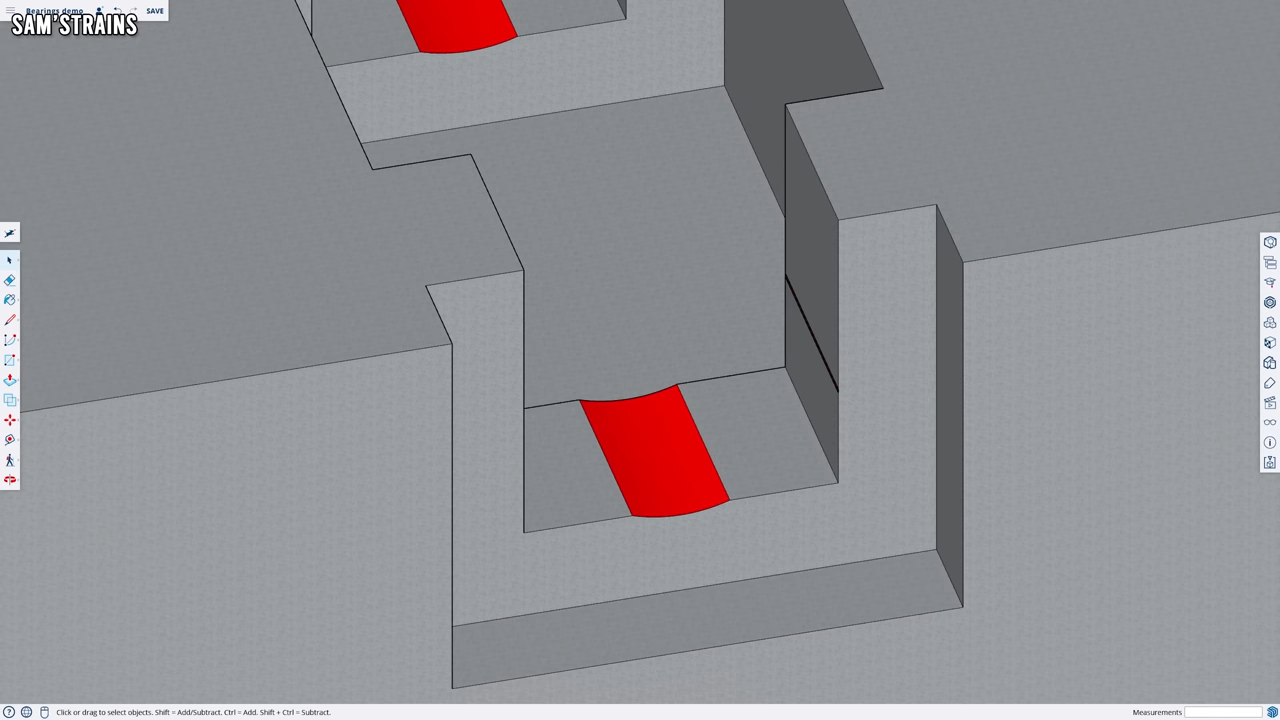 Bearings demo
SAVE
SAM'STRAINS
Click or drag to select objects. Shift = Add/Subtract. Ctrl = Add. Shift + Ctrl = Subtract.
Measurements